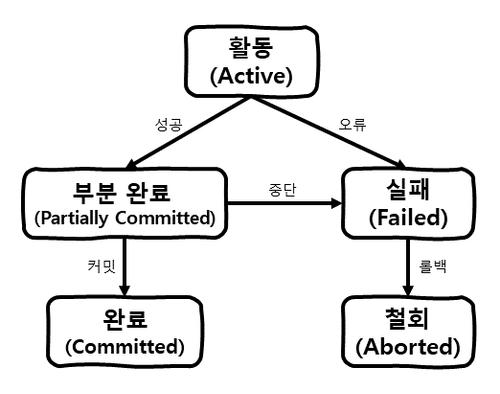 활동
(Active)
성공
오류
부분 완료
(Partially Committed)
중단
실패
(Failed)
커밋
롤백
완료
(Committed)
철회
(Aborted)